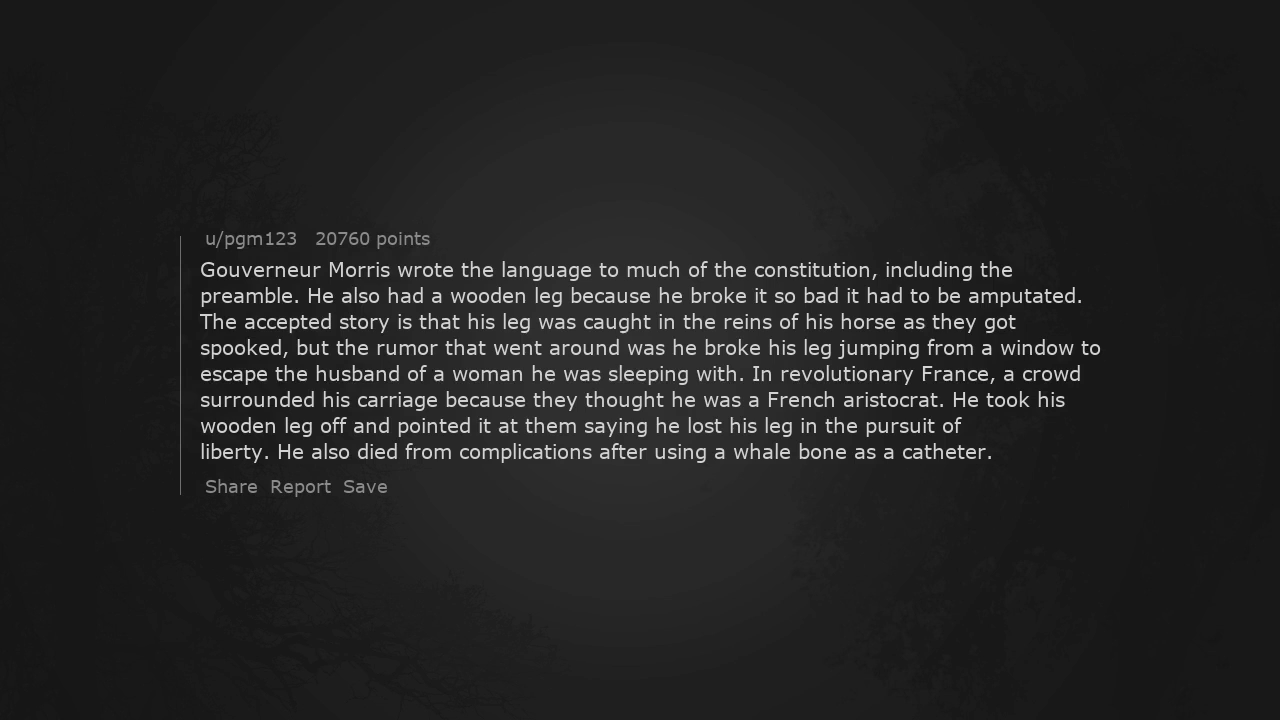 u/pgm123 20760 points
Gouverneur Morris wrote the language to much of the constitution, including the
preamble. He also had a wooden leg because he broke it so bad it had to be amputated.
The accepted story is that his leg was caught in the reins of his horse as they got
spooked, but the rumor that went around was he broke his leg jumping from a window to
escape the husband of a woman he was sleeping with. In revolutionary France, a crowd
surrounded his carriage because they thought he was a French aristocrat. He took his
wooden leg off and pointed it at them saying he lost his leg in the pursuit of
liberty. He also died from complications after using a whale bone as a catheter.
Share Report Save